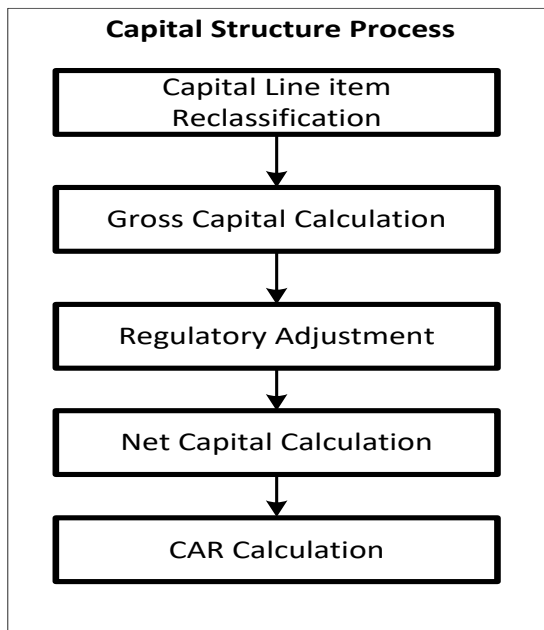 Capital Structure Process
Capital Line item
Reclassification
Gross Capital Calculation
Regulatory Adjustment
Net Capital Calculation
CAR Calculation